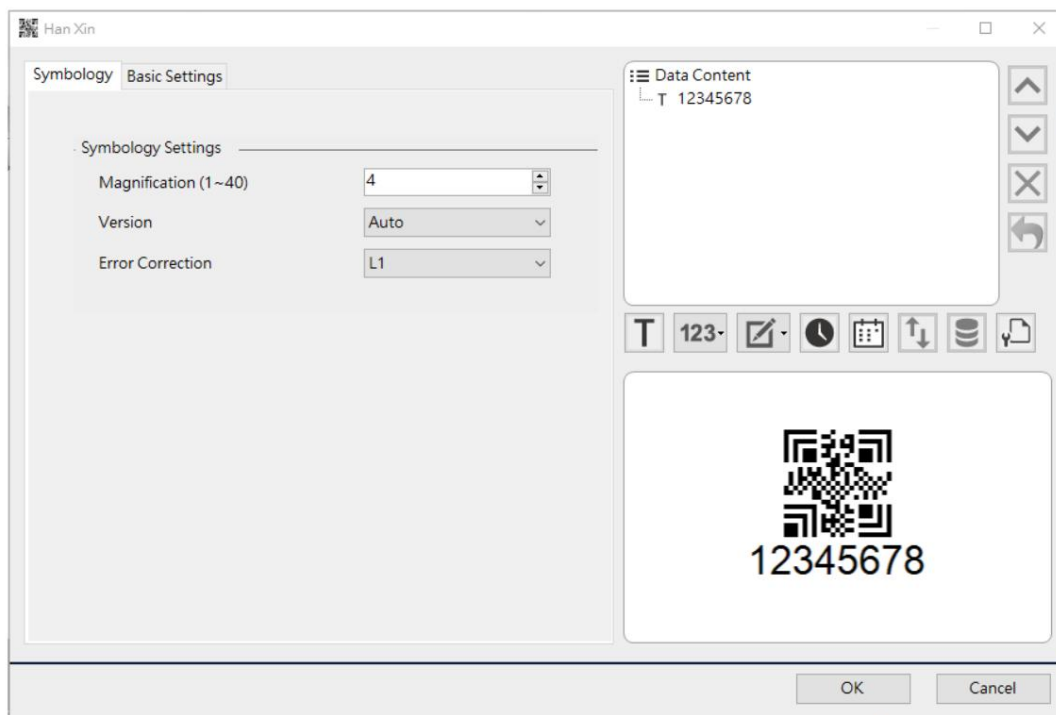 Han Xin
Symbology
Basic Settings
Symbology Settings
Magnification (1~40)
4
Version
Auto
Error Correction
L1
Data Content
T 12345678
T
123
12345678
OK
Cancel